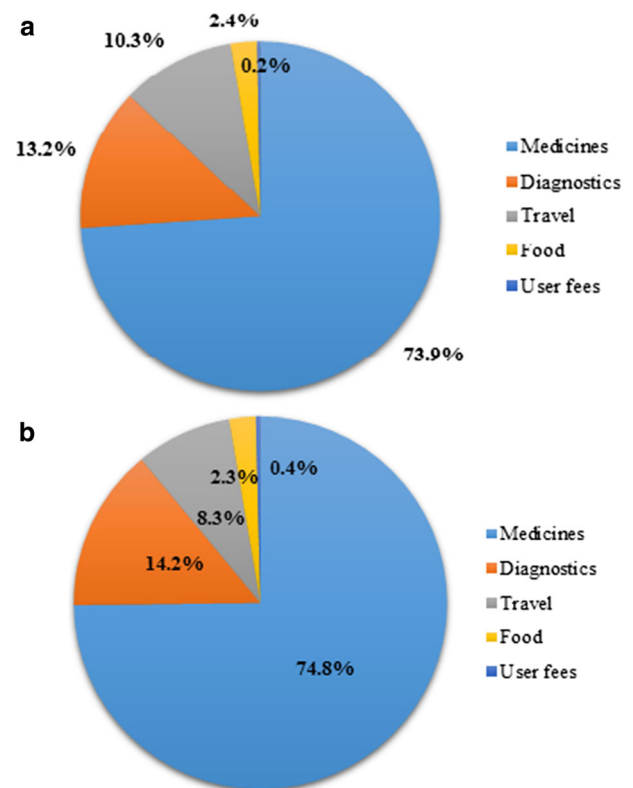 a
2.4%
10.3%
0.2%
13.2%
Medicines
Diagnostics
Travel
Food
User fees
73.9%
b
2.3%
0.4%
8.3%
14.2%
74.8%
Medicines
Diagnostics
Travel
Food
User fees